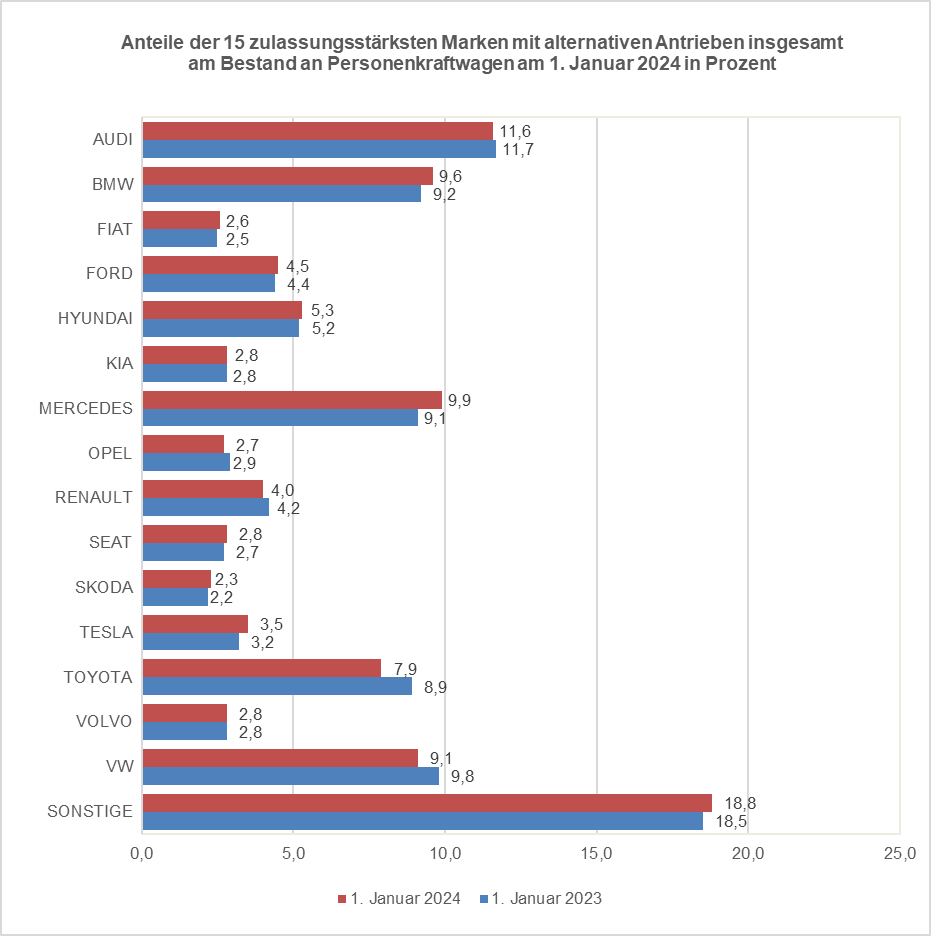 Anteile der 15 zulassungsstärksten Marken mit alternativen Antrieben insgesamt
am Bestand an Personenkraftwagen am 1. Januar 2024 in Prozent
AUDI
11,6
11,7
BMW
9,6
9,2
FIAT
2,6
2,5
FORD
4,5
4,4
HYUNDAI
5,3
5,2
KIA
2,8
2,8
MERCEDES
9,9
9,1
OPEL
2,7
2,9
RENAULT
4,0
4,2
SEAT
2,8
2,7
SKODA
2,3
2,2
TESLA
3,5
3,2
TOYOTA
7,9
8,9
VOLVO
2,8
2,8
VW
9,1
9,8
SONSTIGE
18,8
18,5
0,0 5,0 10,0 15,0 20,0 25,0
1. Januar 2024 1. Januar 2023